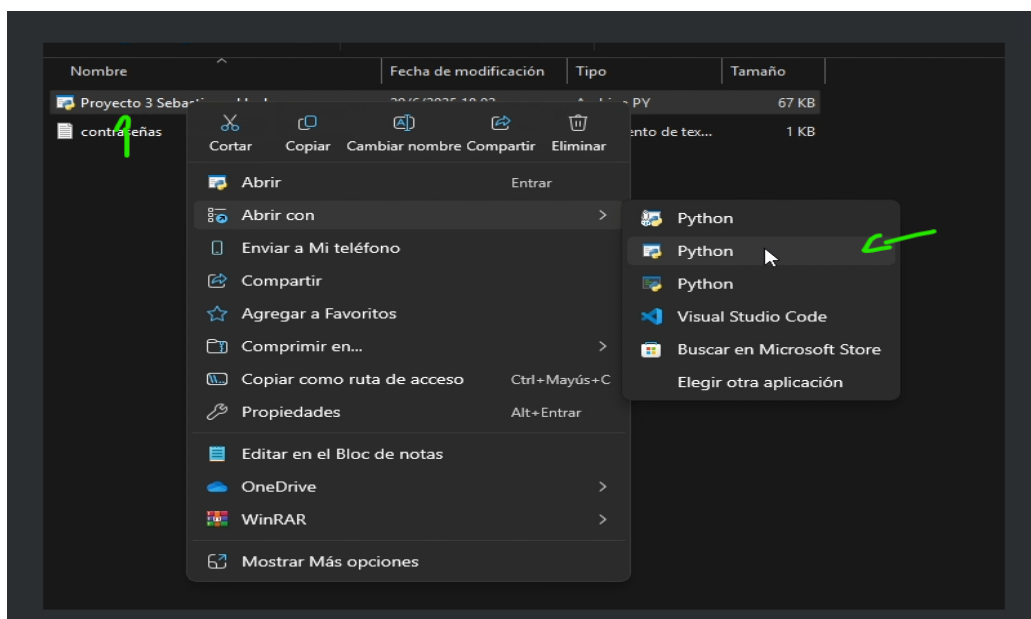 Nombre Fecha de modificación Tipo Tamaño
Proyecto 3 PY 67 KB
contraseñas de tex... 1 KB
Cortar Copiar Cambiar nombre Compartir Eliminar
Abrir Entrar
Abrir con
Enviar a Mi teléfono
Compartir
Agregar a Favoritos
Comprimir en...
Copiar como ruta de acceso Ctrl+Mayús+C
Propiedades Alt+Entrar
Editar en el Bloc de notas
OneDrive
WinRAR
Mostrar Más opciones
Python
Python
Python
Visual Studio Code
Buscar en Microsoft Store
Elegir otra aplicación